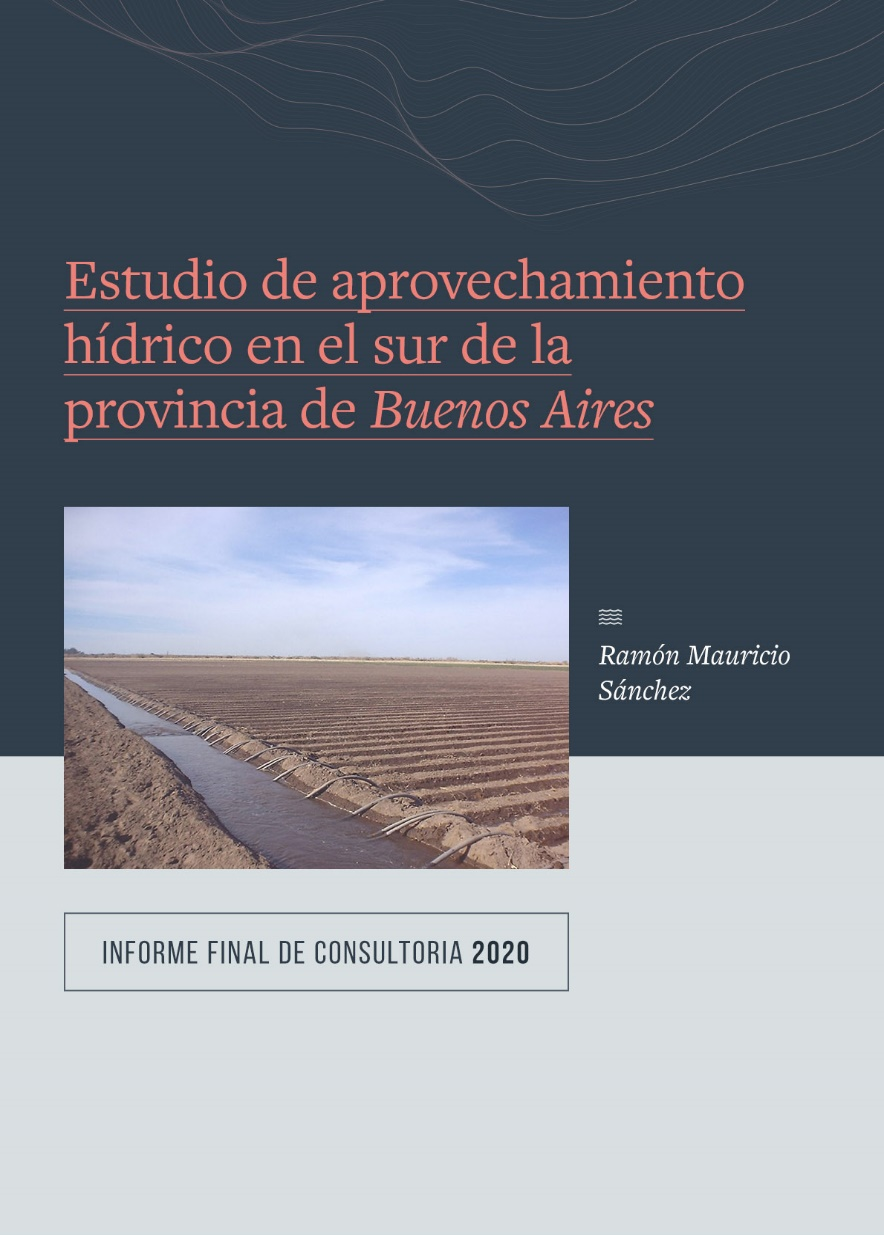 Estudio de aprovechamiento
hídrico en el sur de la
provincia de Buenos Aires
Ramón Mauricio
Sánchez
INFORME FINAL DE CONSULTORIA 2020